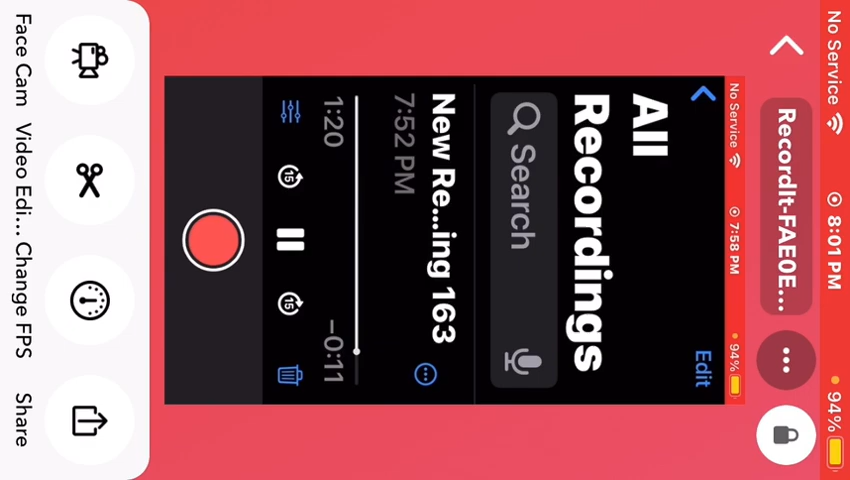 No Service 8:01 PM 94%
RecordIt-FAE0E...
No Service 7:58 PM 94%
Edit
All
Recordings
Search
New Re...ing 163
7:52 PM
1:20 −0:11
15 15
Face Cam Video Edi... Change FPS Share